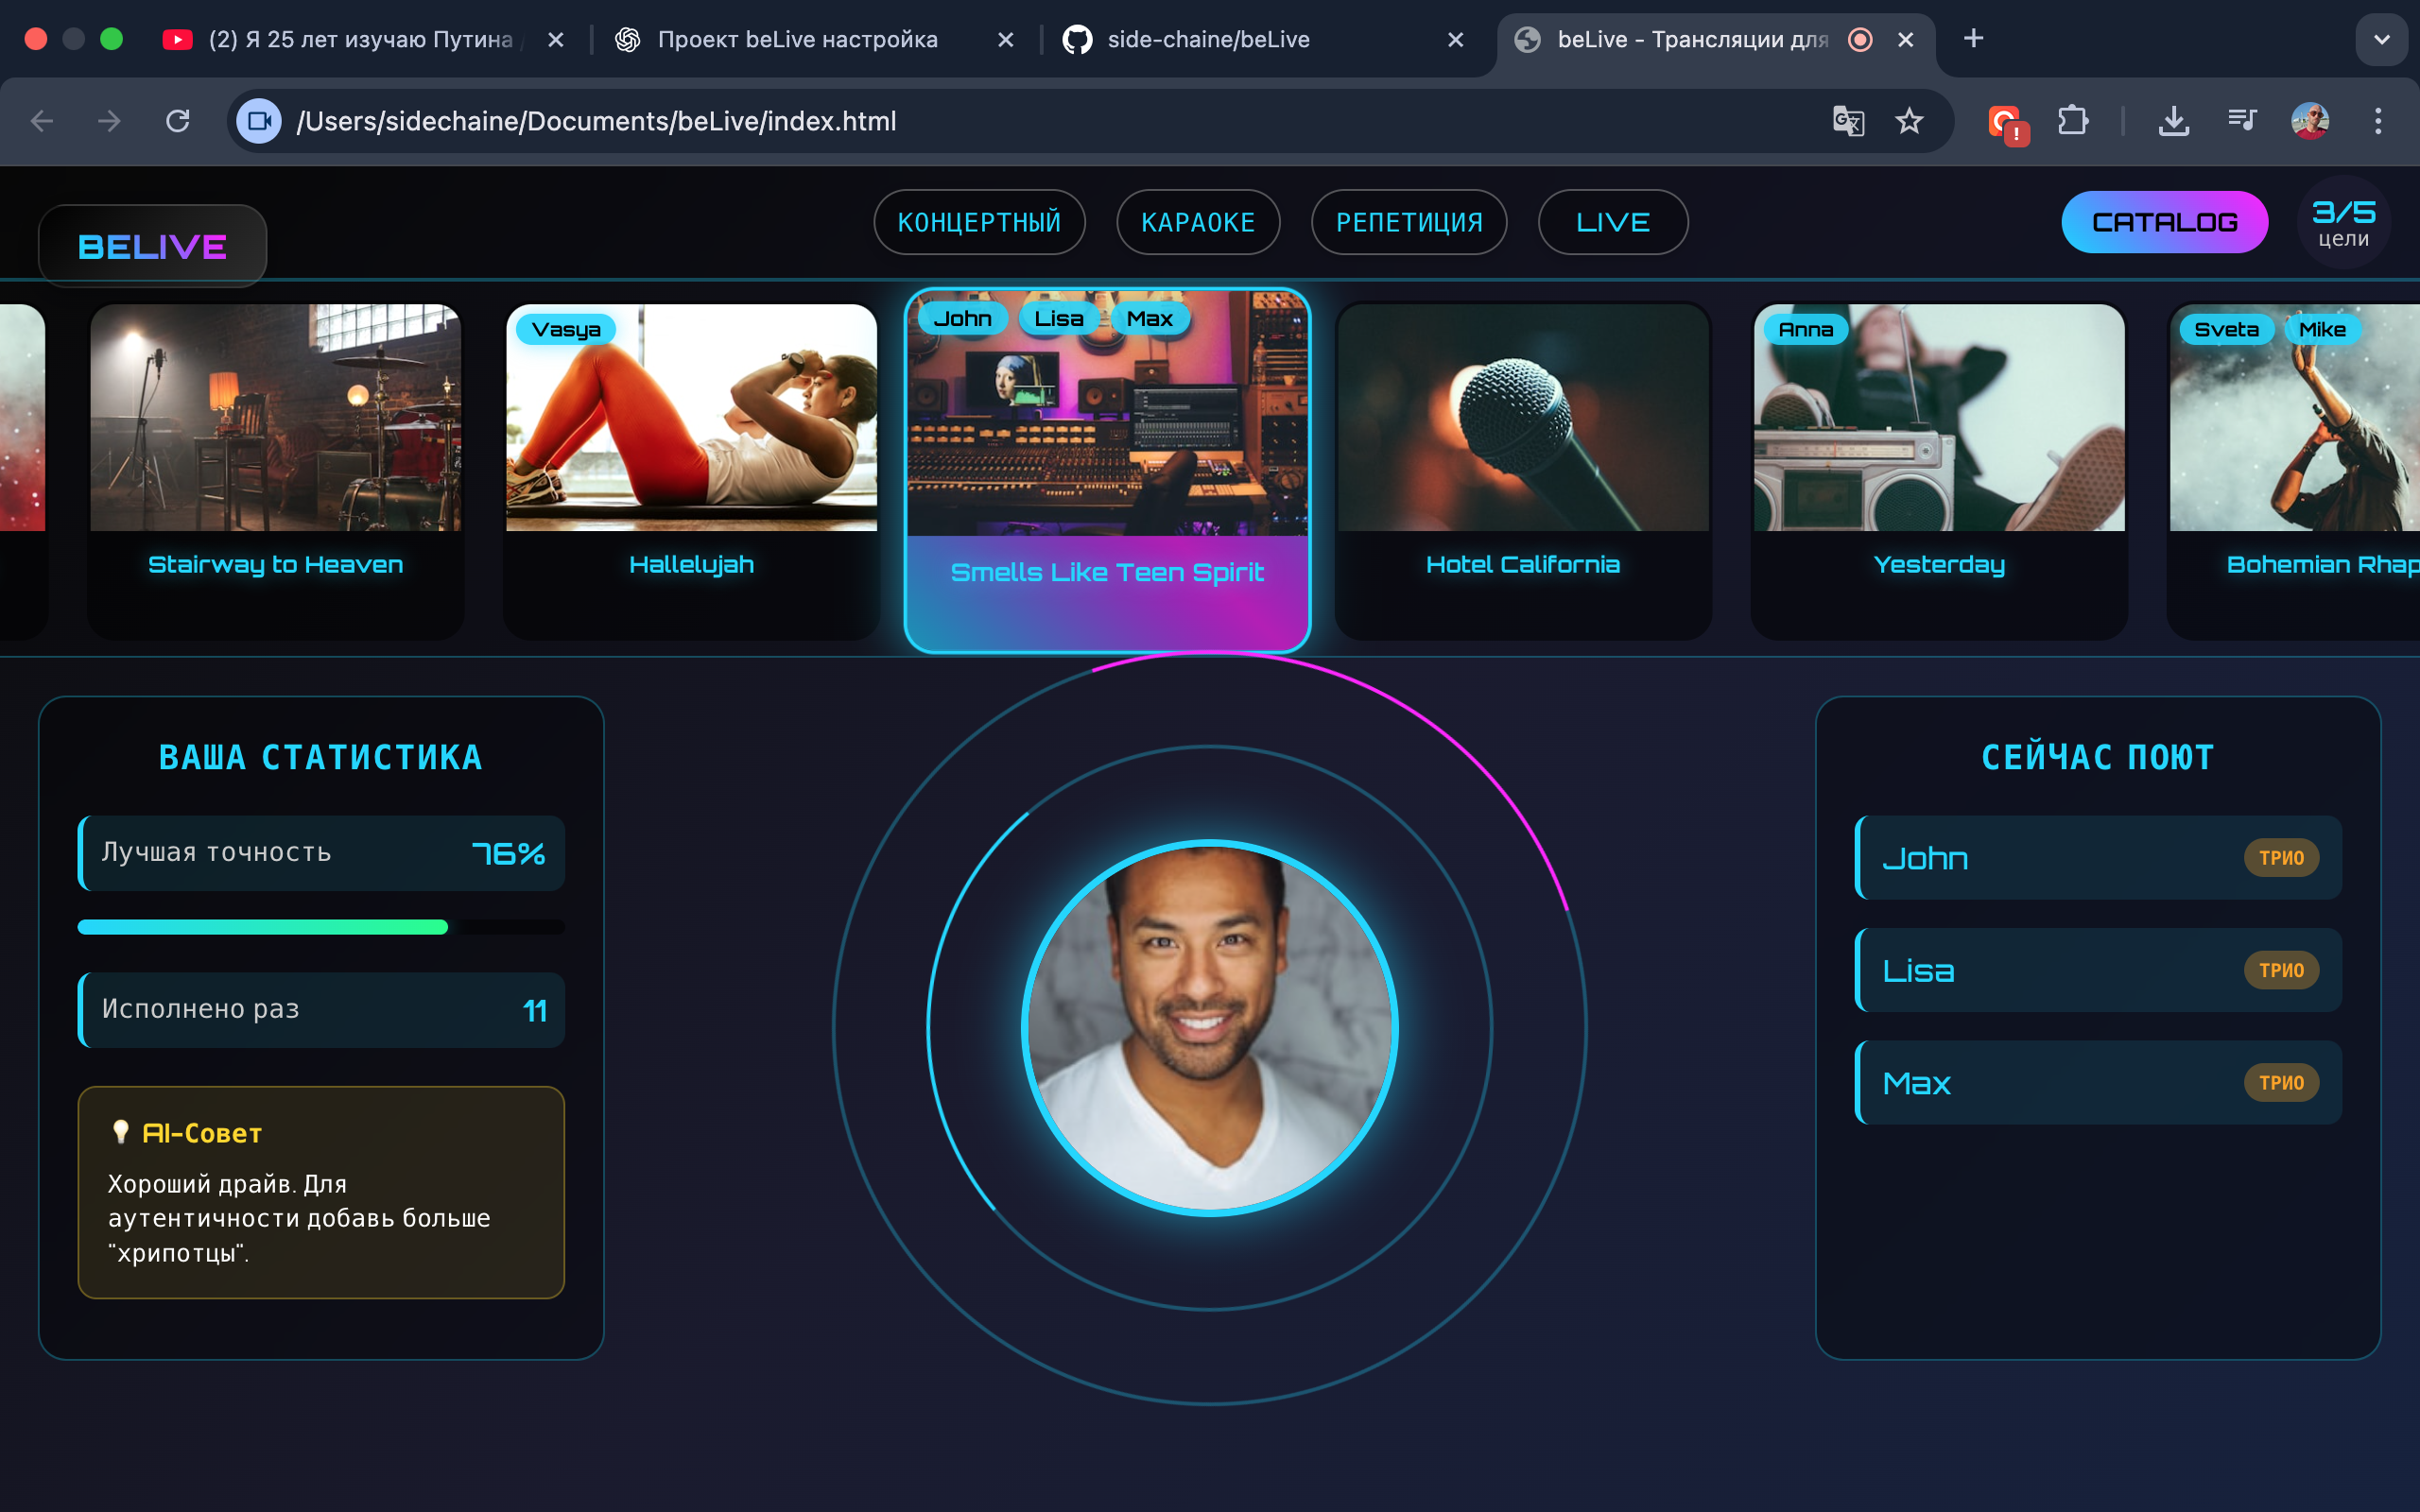 (2) Я 25 лет изучаю Путина
Проект beLive настройка
side-chaine/beLive
beLive - Трансляции для
/Users/sidechaine/Documents/beLive/index.html
BELIVE
КОНЦЕРТНЫЙ
КАРАОКЕ
РЕПЕТИЦИЯ
LIVE
CATALOG
3/5
цели
Stairway to Heaven
Vasya
Hallelujah
John
Lisa
Max
Smells Like Teen Spirit
Hotel California
Anna
Yesterday
Sveta
Mike
Bohemian Rhap
ВАША СТАТИСТИКА
Лучшая точность
76%
Исполнено раз
11
AI-Совет
Хороший драйв. Для
аутентичности добавь больше
"хрипотцы".
СЕЙЧАС ПОЮТ
John
ТРИО
Lisa
ТРИО
Max
ТРИО